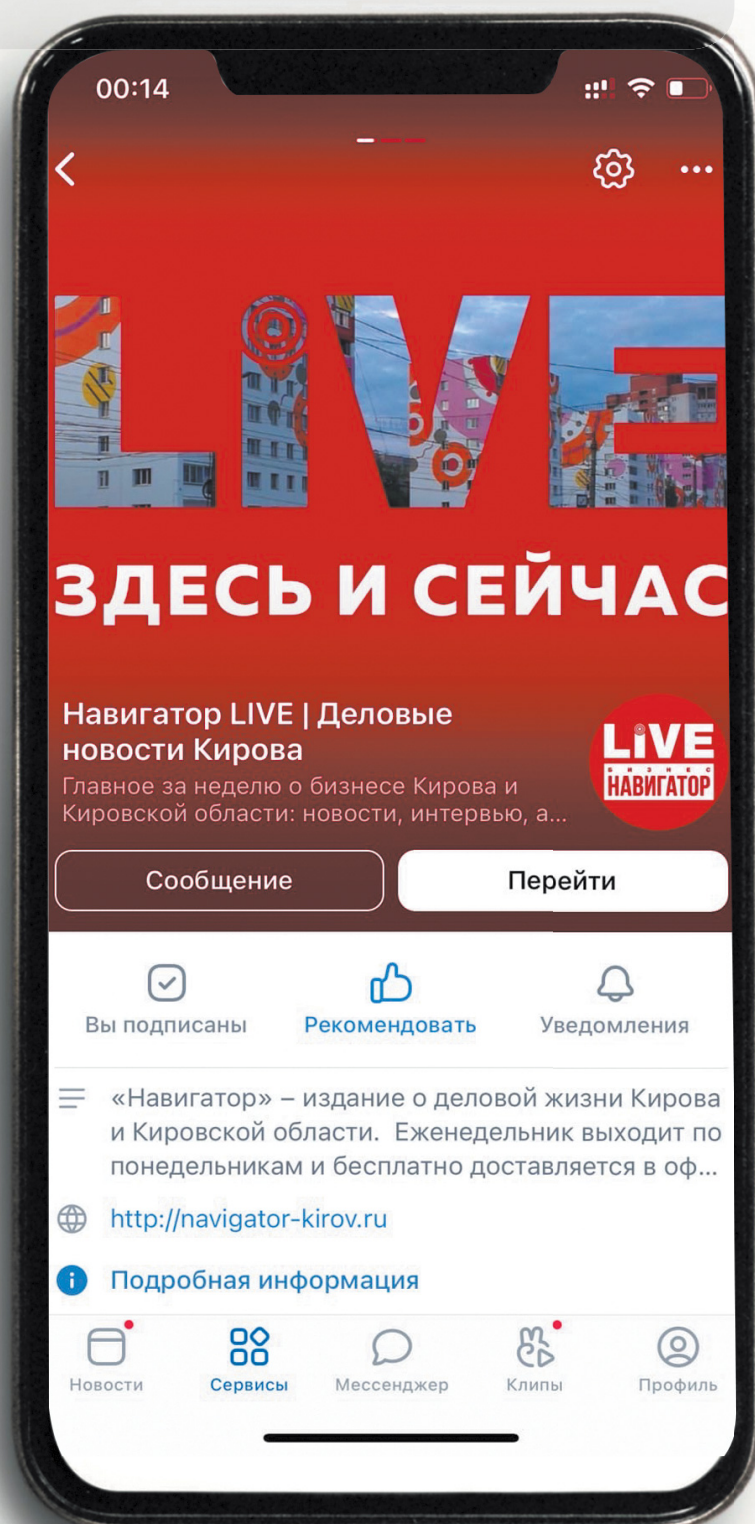 00:14
LiVE
ЗДЕСЬ И СЕЙЧАС
Навигатор LIVE | Деловые
новости Кирова
Главное за неделю о бизнесе Кирова и
Кировской области: новости, интервью, а...
LiVE
БИЗНЕС
НАВИГАТОР
Сообщение
Перейти
Вы подписаны
Рекомендовать
Уведомления
«Навигатор» – издание о деловой жизни Кирова
и Кировской области. Еженедельник выходит по
понедельникам и бесплатно доставляется в оф...
http://navigator-kirov.ru
Подробная информация
Новости
Сервисы
Мессенджер
Клипы
Профиль